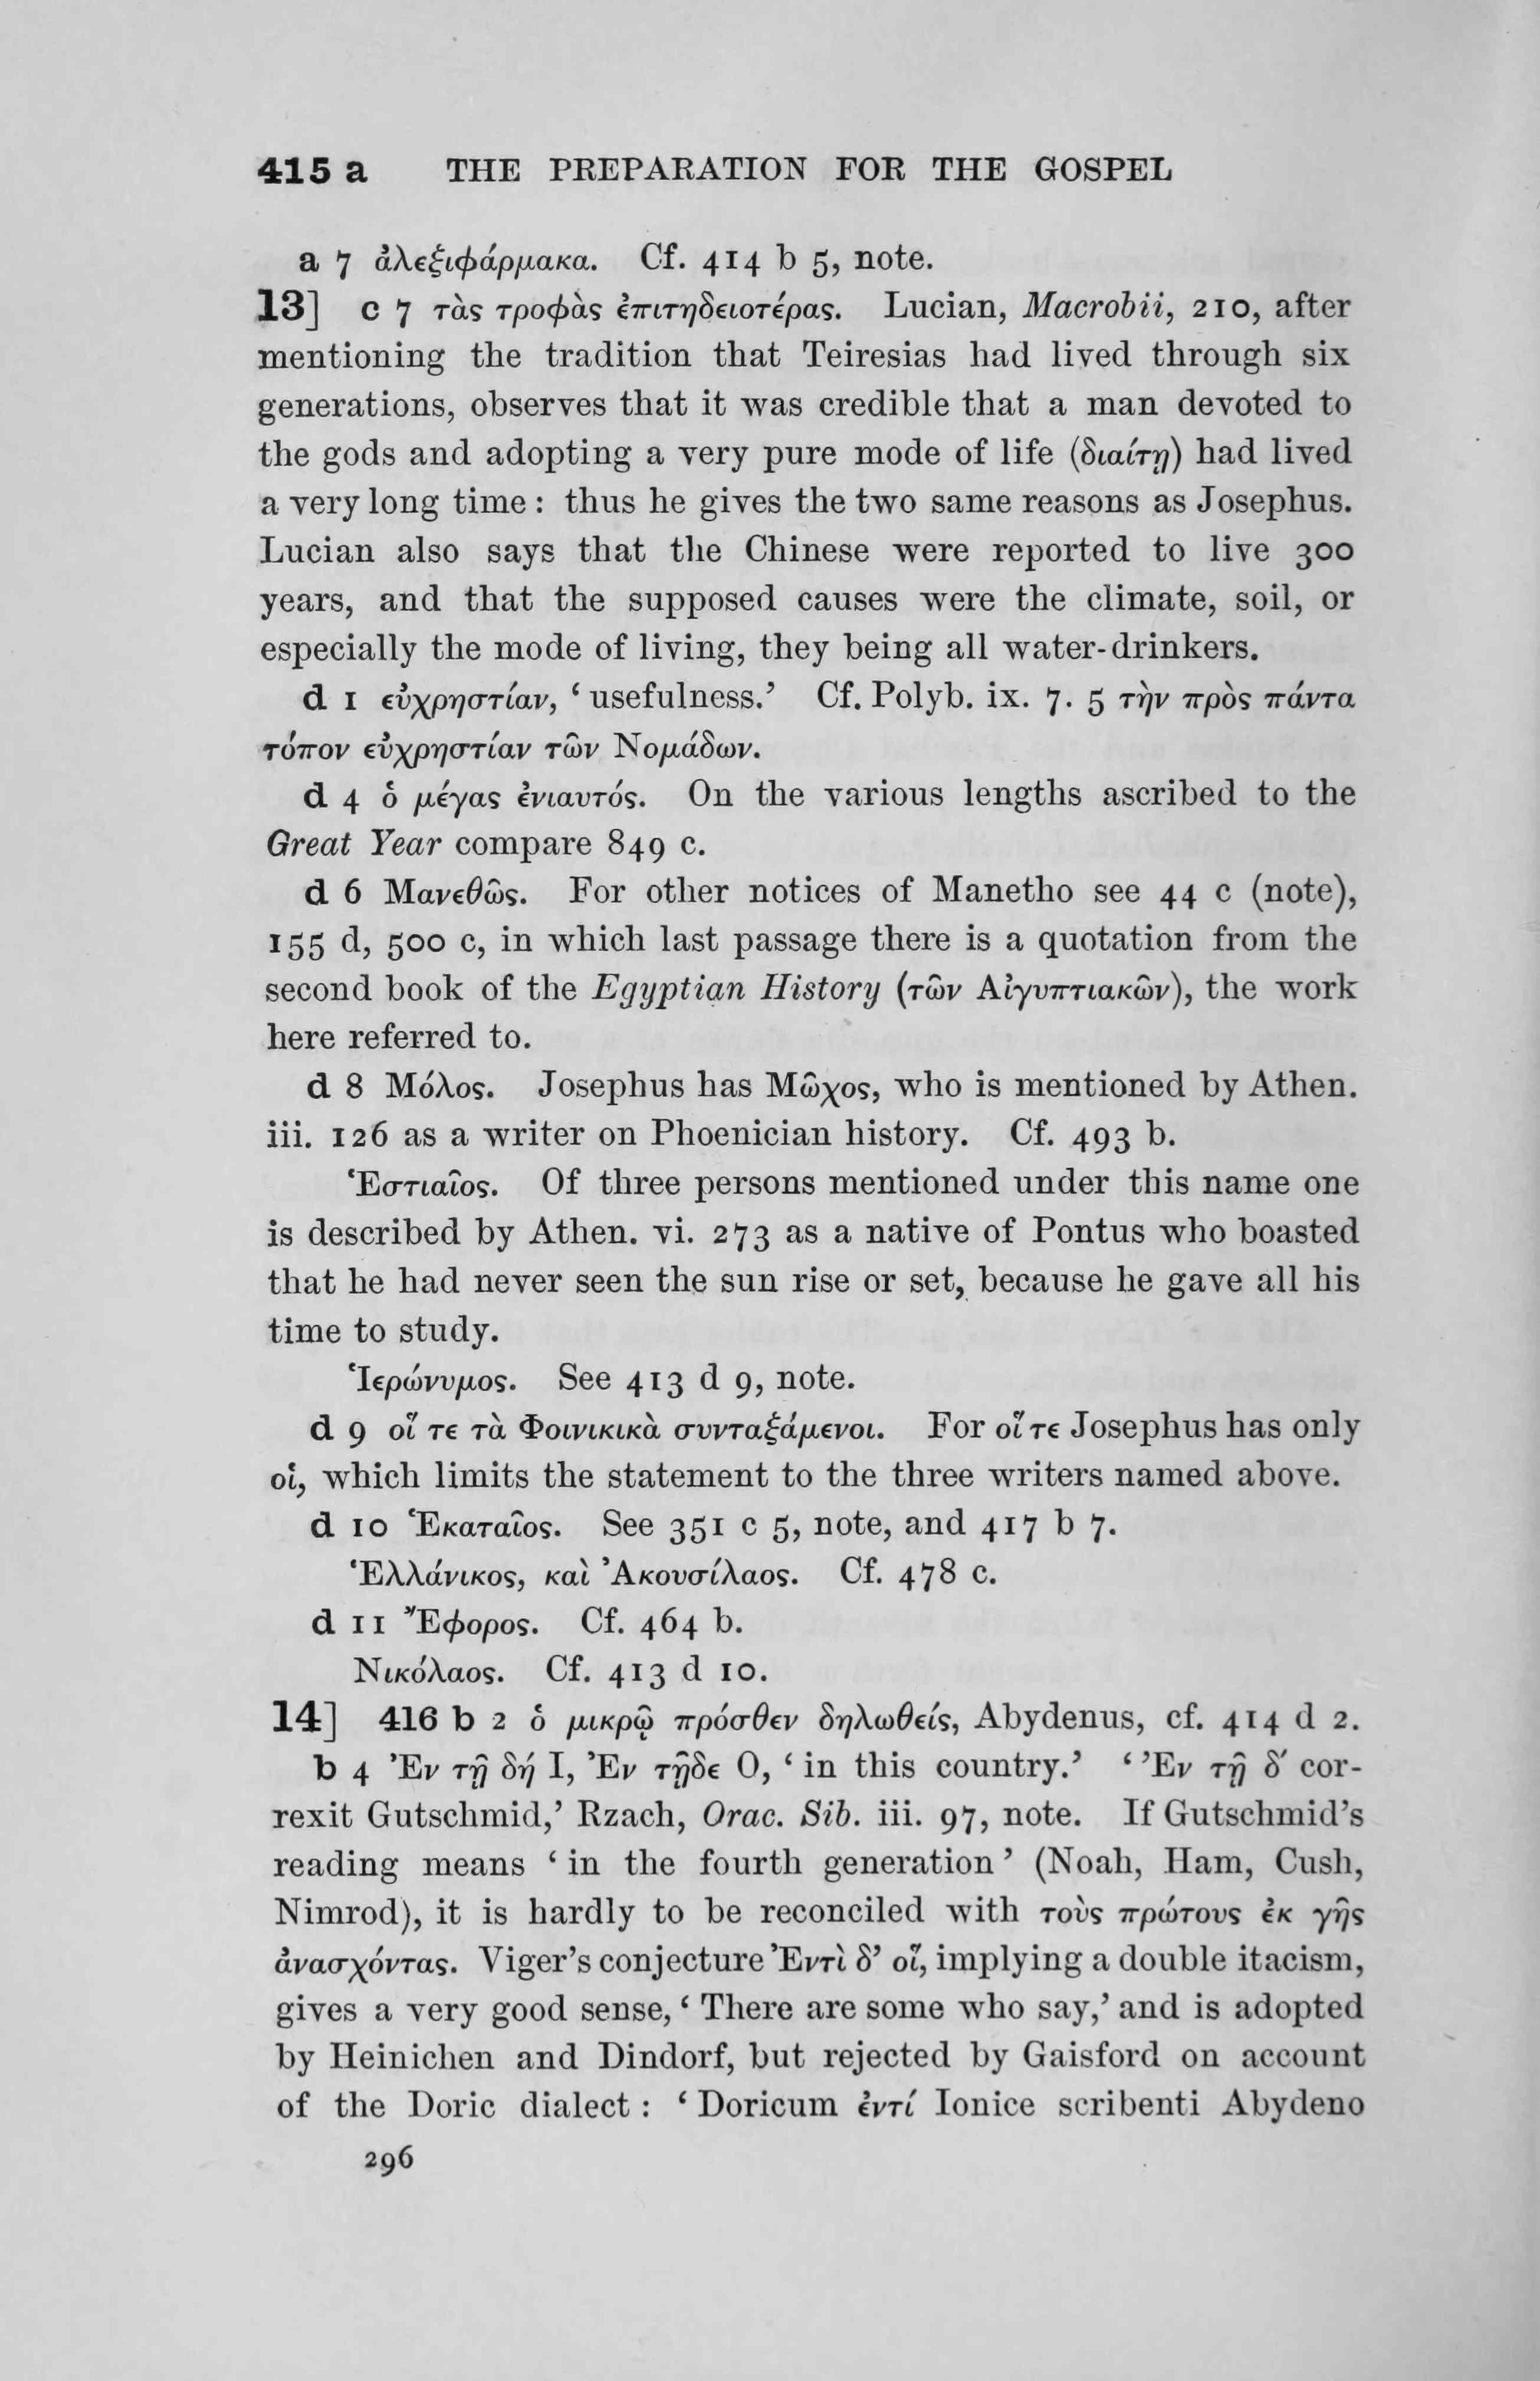 415 a THE PREPARATION FOR THE GOSPEL
a 7 ἀλεξιφάρμακα. Cf. 414 b 5, note.
13] c 7 τὰς τροφὰς ἐπιτηδειοτέρας. Lucian, Macrobii, 210, after
mentioning the tradition that Teiresias had lived through six
generations, observes that it was credible that a man devoted to
the gods and adopting a very pure mode of life (διαίτῃ) had lived
a very long time : thus he gives the two same reasons as Josephus.
Lucian also says that the Chinese were reported to live 300
years, and that the supposed causes were the climate, soil, or
especially the mode of living, they being all water-drinkers.
d 1 εὐχρηστίαν, ‘ usefulness.’ Cf. Polyb. ix. 7. 5 τὴν πρὸς πάντα
τόπον εὐχρηστίαν τῶν Νομάδων.
d 4 ὁ μέγας ἐνιαυτός. On the various lengths ascribed to the
Great Year compare 849 c.
d 6 Μανεθῶς. For other notices of Manetho see 44 c (note),
155 d, 500 c, in which last passage there is a quotation from the
second book of the Egyptian History (τῶν Αἰγυπτιακῶν), the work
here referred to.
d 8 Μόλος. Josephus has Μῶχος, who is mentioned by Athen.
iii. 126 as a writer on Phoenician history. Cf. 493 b.
Ἑστιαῖος. Of three persons mentioned under this name one
is described by Athen. vi. 273 as a native of Pontus who boasted
that he had never seen the sun rise or set, because he gave all his
time to study.
Ἱερώνυμος. See 413 d 9, note.
d 9 οἵ τε τὰ Φοινικικὰ συνταξάμενοι. For οἵ τε Josephus has only
οἱ, which limits the statement to the three writers named above.
d 10 Ἑκαταῖος. See 351 c 5, note, and 417 b 7.
Ἑλλάνικος, καὶ Ἀκουσίλαος. Cf. 478 c.
d 11 Ἔφορος. Cf. 464 b.
Νικόλαος. Cf. 413 d 10.
14] 416 b 2 ὁ μικρῷ πρόσθεν δηλωθείς, Abydenus, cf. 414 d 2.
b 4 Ἐν τῇ δή I, Ἐν τῇδε O, ‘ in this country.’ ‘ Ἐν τῇ δ′ cor-
rexit Gutschmid,’ Rzach, Orac. Sib. iii. 97, note. If Gutschmid’s
reading means ‘ in the fourth generation ’ (Noah, Ham, Cush,
Nimrod), it is hardly to be reconciled with τοὺς πρώτους ἐκ γῆς
ἀνασχόντας. Viger’s conjecture Ἐντὶ δ’ οἵ, implying a double itacism,
gives a very good sense, ‘ There are some who say,’ and is adopted
by Heinichen and Dindorf, but rejected by Gaisford on account
of the Doric dialect : ‘ Doricum ἐντί Ionice scribenti Abydeno
296